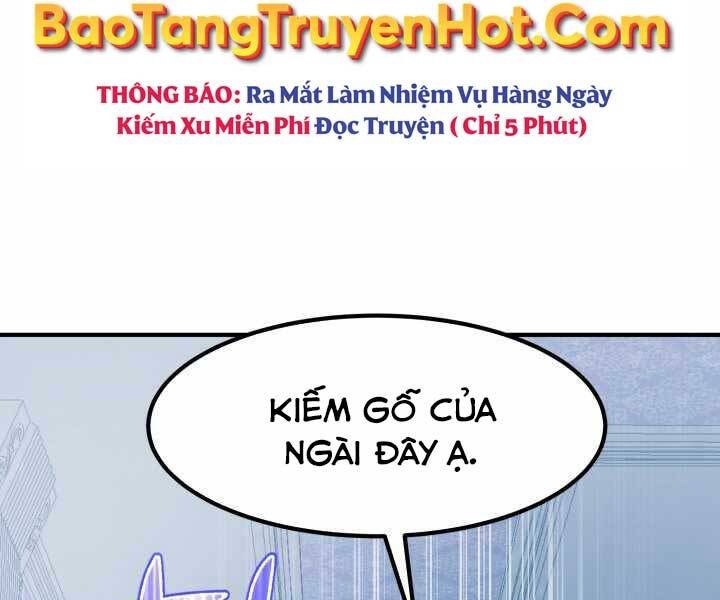 BaoTangTruyenHot.Com
THÔNG BÁO: Ra Mắt Làm Nhiệm Vụ Hàng Ngày
Kiếm Xu Miễn Phí Đọc Truyện ( Chỉ 5 Phút)
KIẾM GỖ CỦA
NGÀI ĐÂY Ạ.